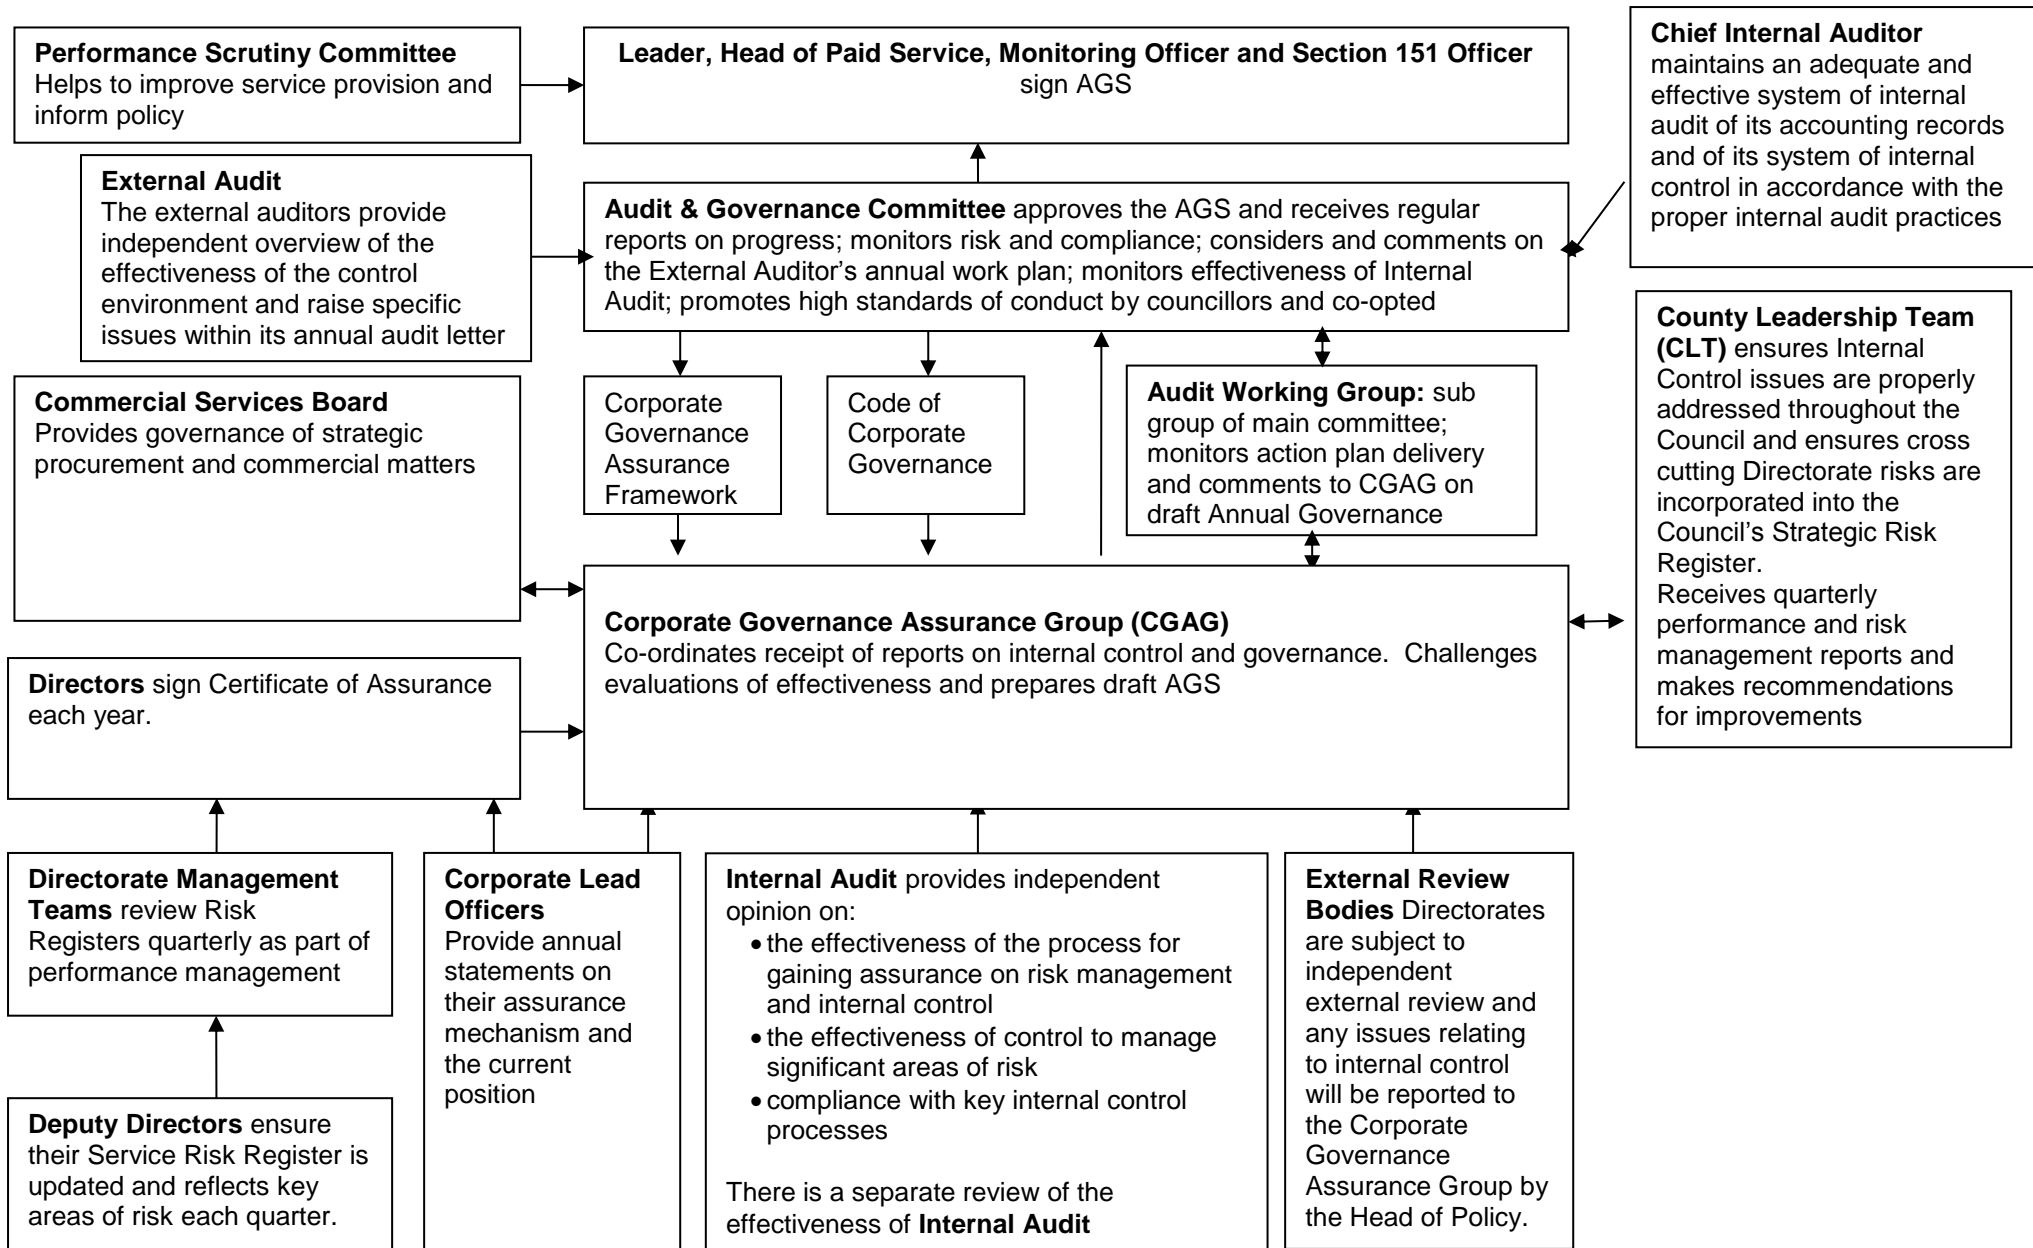 Performance Scrutiny Committee
Helps to improve service provision and
inform policy
Leader, Head of Paid Service, Monitoring Officer and Section 151 Officer
sign AGS
Chief Internal Auditor
maintains an adequate and
effective system of internal
audit of its accounting records
and of its system of internal
control in accordance with the
proper internal audit practices
External Audit
The external auditors provide
independent overview of the
effectiveness of the control
environment and raise specific
issues within its annual audit letter
Audit & Governance Committee approves the AGS and receives regular
reports on progress; monitors risk and compliance; considers and comments on
the External Auditor's annual work plan; monitors effectiveness of Internal
Audit; promotes high standards of conduct by councillors and co-opted
County Leadership Team
(CLT) ensures Internal
Control issues are properly
addressed throughout the
Council and ensures cross
cutting Directorate risks are
incorporated into the
Council's Strategic Risk
Register.
Receives quarterly
performance and risk
management reports and
makes recommendations
for improvements
Commercial Services Board
Provides governance of strategic
procurement and commercial matters
Corporate
Governance
Assurance
Framework
Code of
Corporate
Governance
Audit Working Group: sub
group of main committee;
monitors action plan delivery
and comments to CGAG on
draft Annual Governance
Corporate Governance Assurance Group (CGAG)
Co-ordinates receipt of reports on internal control and governance. Challenges
evaluations of effectiveness and prepares draft AGS
Directors sign Certificate of Assurance
each year.
Directorate Management
Teams review Risk
Registers quarterly as part of
performance management
Deputy Directors ensure
their Service Risk Register is
updated and reflects key
areas of risk each quarter.
Corporate Lead
Officers
Provide annual
statements on
their assurance
mechanism and
the current
position
Internal Audit provides independent
opinion on:
• the effectiveness of the process for
gaining assurance on risk management
and internal control
• the effectiveness of control to manage
significant areas of risk
• compliance with key internal control
processes
There is a separate review of the
effectiveness of Internal Audit
External Review
Bodies Directorates
are subject to
independent
external review and
any issues relating
to internal control
will be reported to
the Corporate
Governance
Assurance Group by
the Head of Policy.